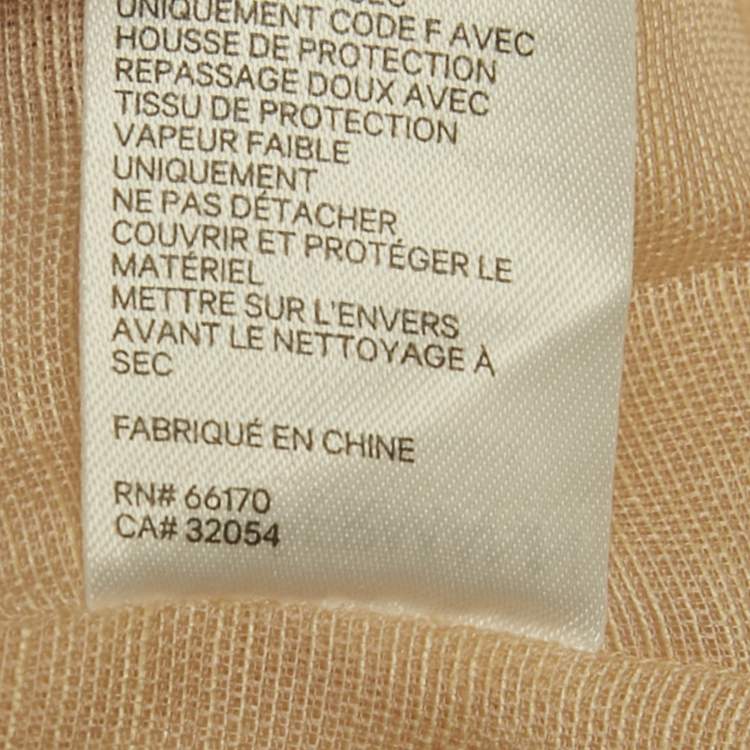 UNIQUEMENT CODE F AVEC
HOUSSE DE PROTECTION
REPASSAGE DOUX AVEC
TISSU DE PROTECTION
VAPEUR FAIBLE
UNIQUEMENT
NE PAS DÉTACHER
COUVRIR ET PROTÉGER LE
MATÉRIEL
METTRE SUR L'ENVERS
AVANT LE NETTOYAGE À
SEC
FABRIQUÉ EN CHINE
RN# 66170
CA# 32054